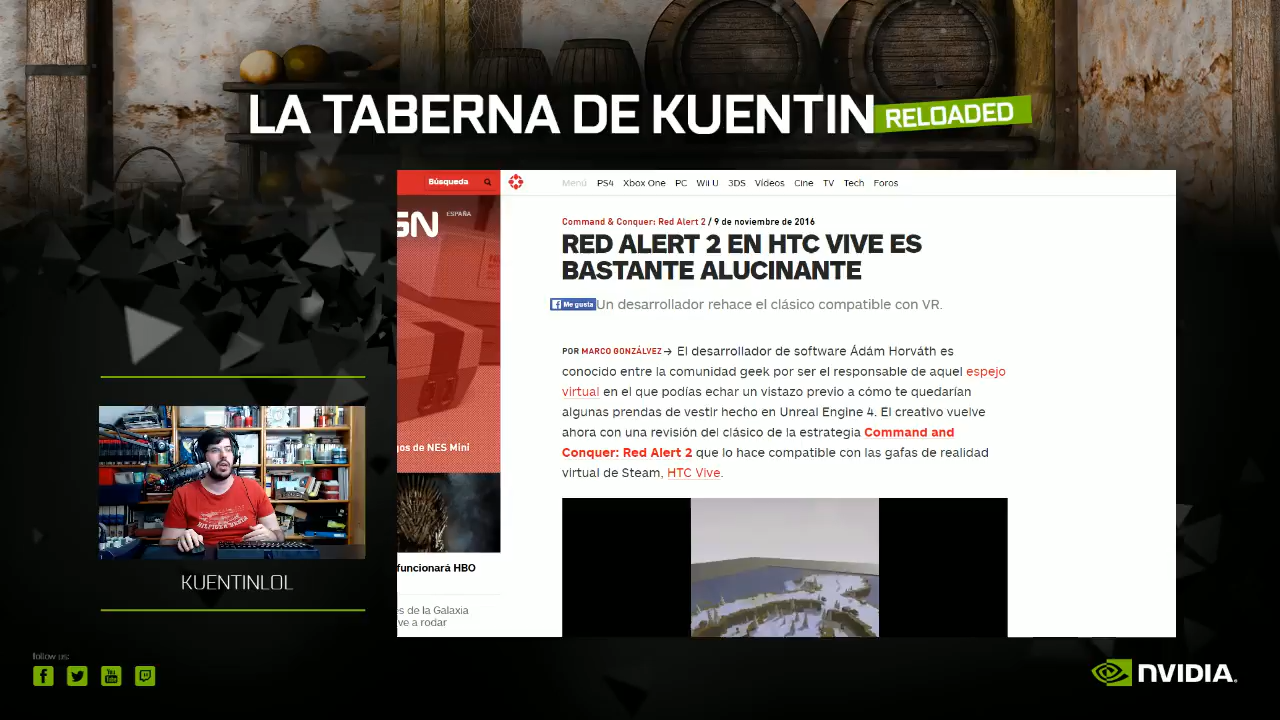 LA TABERNA DE KUENTIN RELOADED
Búsqueda
ESPAÑA
Menú PS4 Xbox One PC Wii U 3DS Vídeos Cine TV Tech Foros
Command & Conquer: Red Alert 2 / 9 de noviembre de 2016
RED ALERT 2 EN HTC VIVE ES
BASTANTE ALUCINANTE
Me gusta Un desarrollador rehace el clásico compatible con VR.
POR MARCO GONZÁLVEZ → El desarrollador de software Ádám Horváth es
conocido entre la comunidad geek por ser el responsable de aquel espejo
virtual en el que podías echar un vistazo previo a cómo te quedarían
algunas prendas de vestir hecho en Unreal Engine 4. El creativo vuelve
ahora con una revisión del clásico de la estrategia Command and
Conquer: Red Alert 2 que lo hace compatible con las gafas de realidad
virtual de Steam, HTC Vive.
gos de NES Mini
funcionará HBO
es de la Galaxia
ve a rodar
KUENTINLOL
follow us:
NVIDIA.